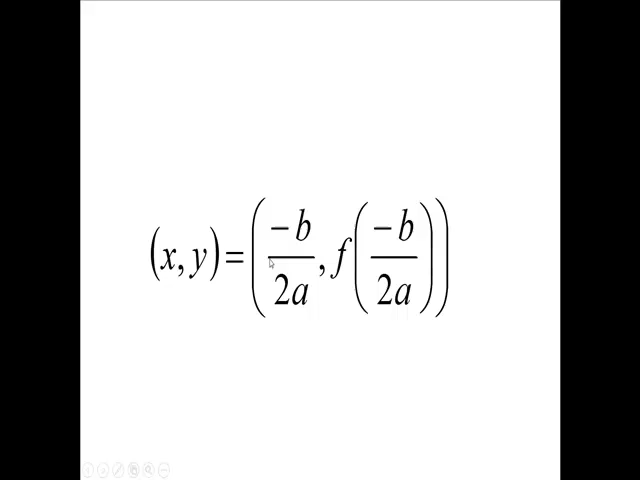 (x, y) = (-b/2a, f(-b/2a))